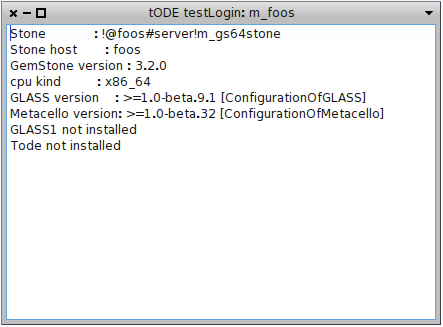 tODE testLogin: m_foos
Stone : !@foos#server!m_gs64stone
Stone host : foos
GemStone version : 3.2.0
cpu kind : x86_64
GLASS version : >=1.0-beta.9.1 [ConfigurationOfGLASS]
Metacello version: >=1.0-beta.32 [ConfigurationOfMetacello]
GLASS1 not installed
Tode not installed